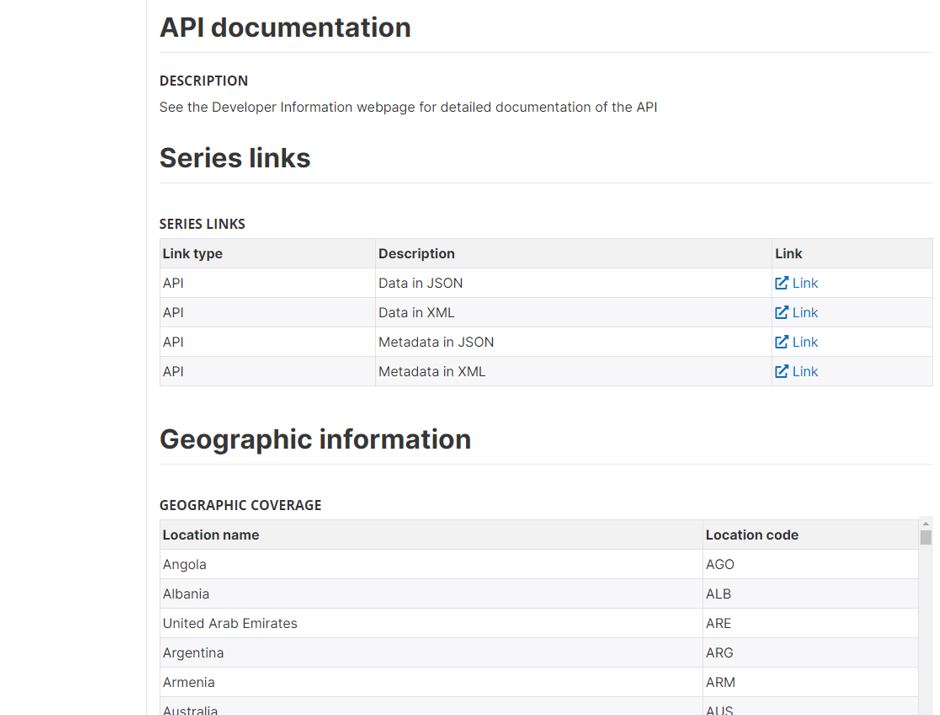 API documentation
DESCRIPTION
See the Developer Information webpage for detailed documentation of the API
Series links
SERIES LINKS
Link type Description Link
API Data in JSON Link
API Data in XML Link
API Metadata in JSON Link
API Metadata in XML Link
Geographic information
GEOGRAPHIC COVERAGE
Location name Location code
Angola AGO
Albania ALB
United Arab Emirates ARE
Argentina ARG
Armenia ARM
Australia AUS